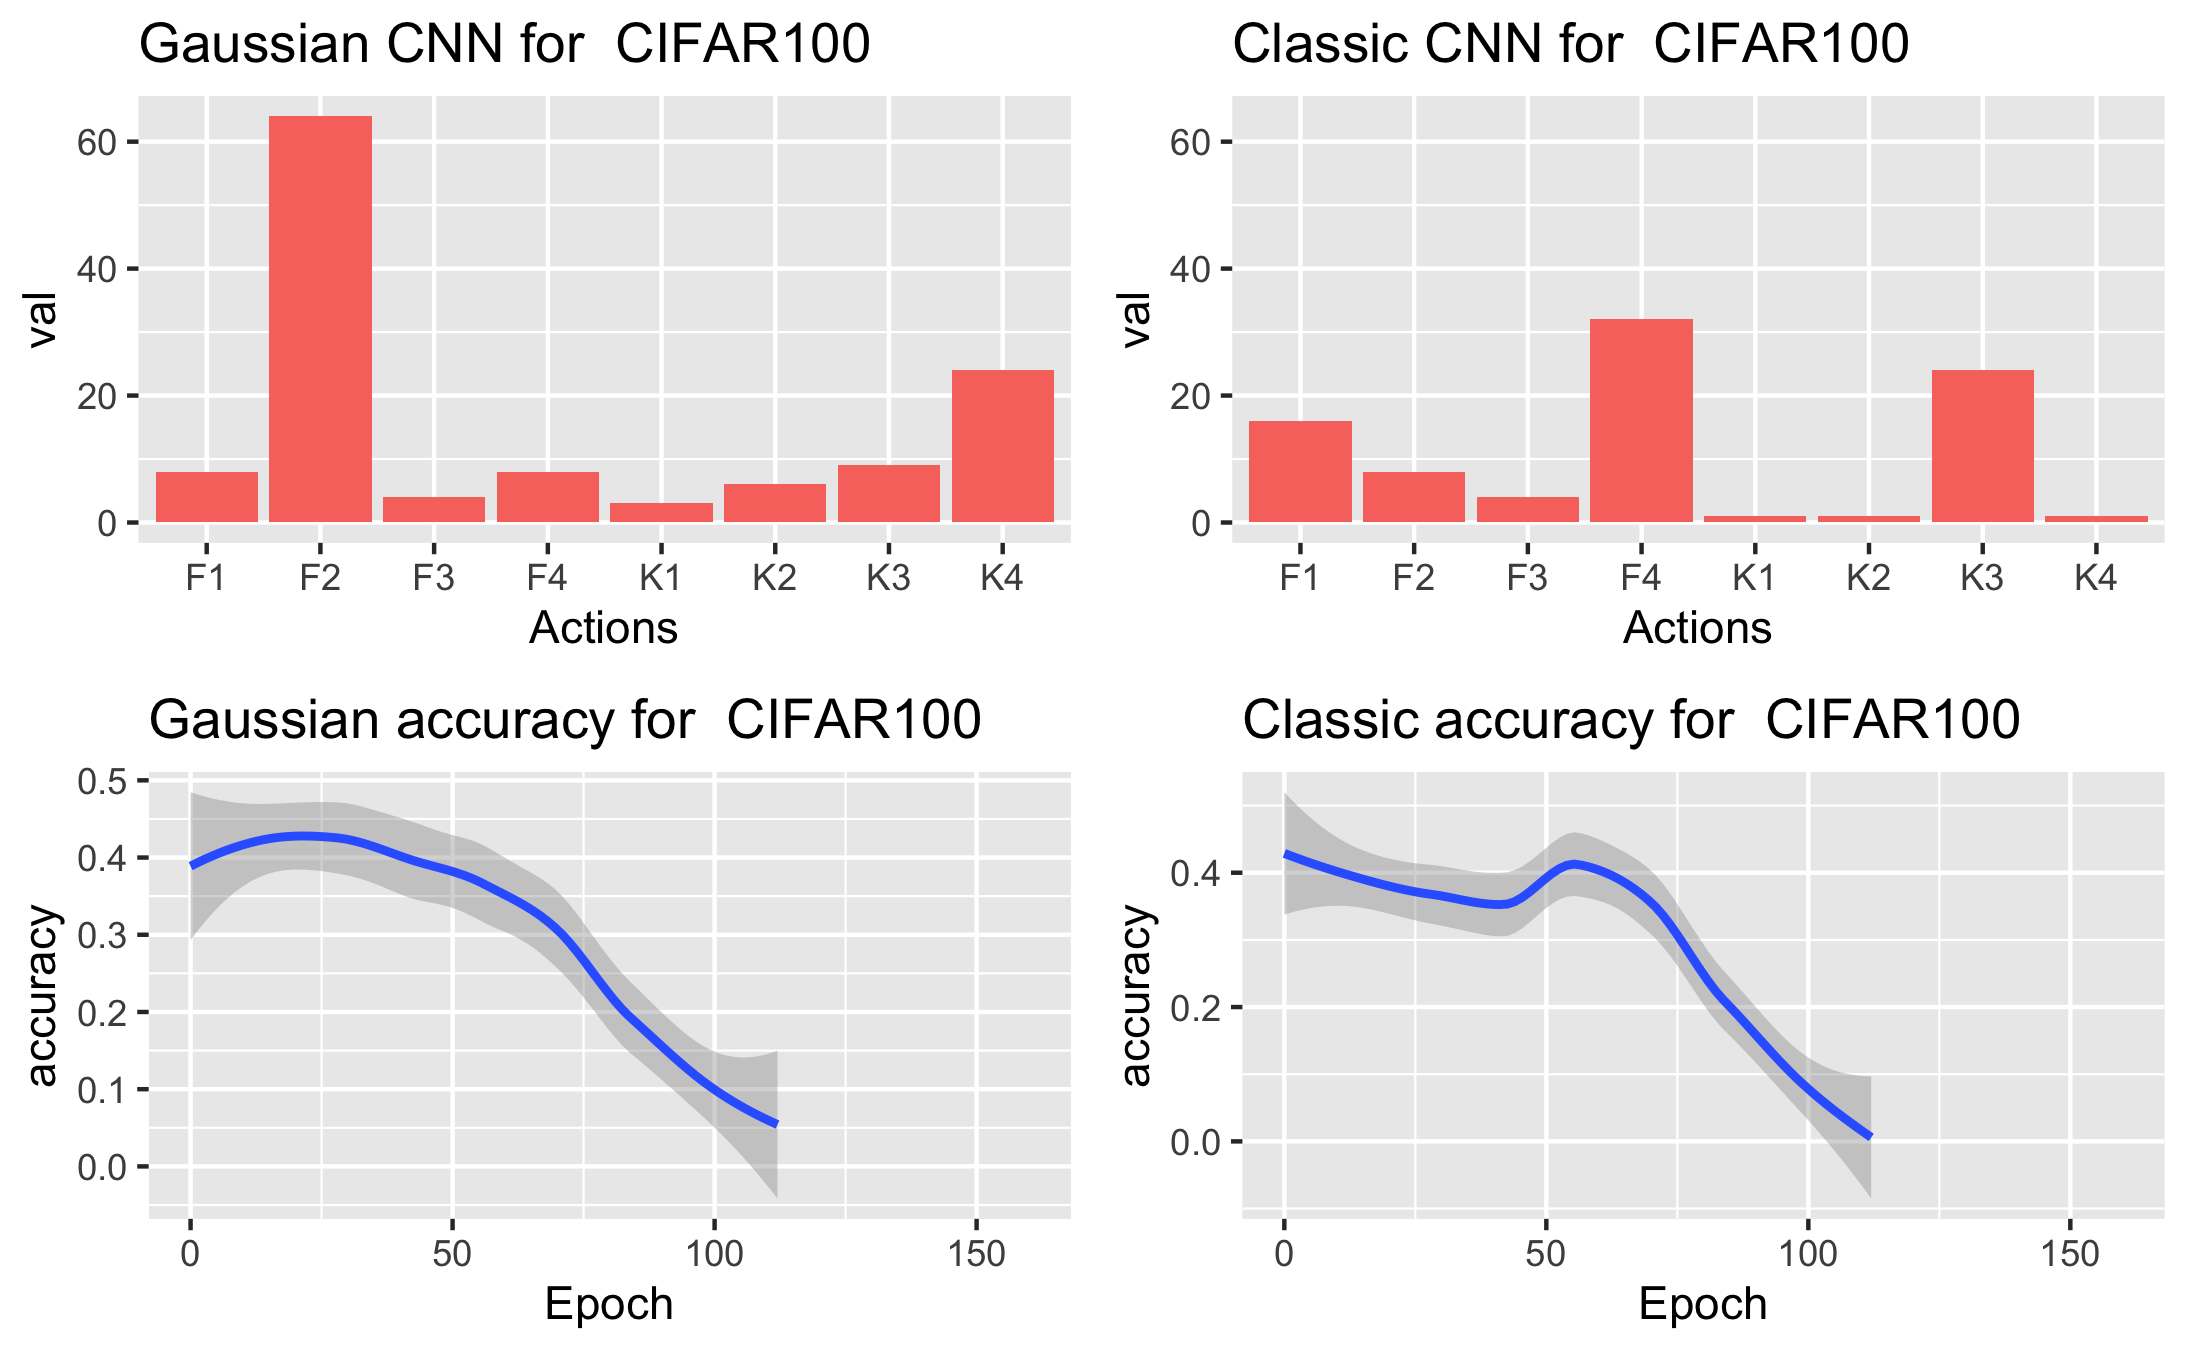 Gaussian CNN for  CIFAR100
val
60
40
20
0
F1 F2 F3 F4 K1 K2 K3 K4
Actions
Classic CNN for  CIFAR100
val
60
40
20
0
F1 F2 F3 F4 K1 K2 K3 K4
Actions
Gaussian accuracy for  CIFAR100
accuracy
0.5
0.4
0.3
0.2
0.1
0.0
0 50 100 150
Epoch
Classic accuracy for  CIFAR100
accuracy
0.4
0.2
0.0
0 50 100 150
Epoch